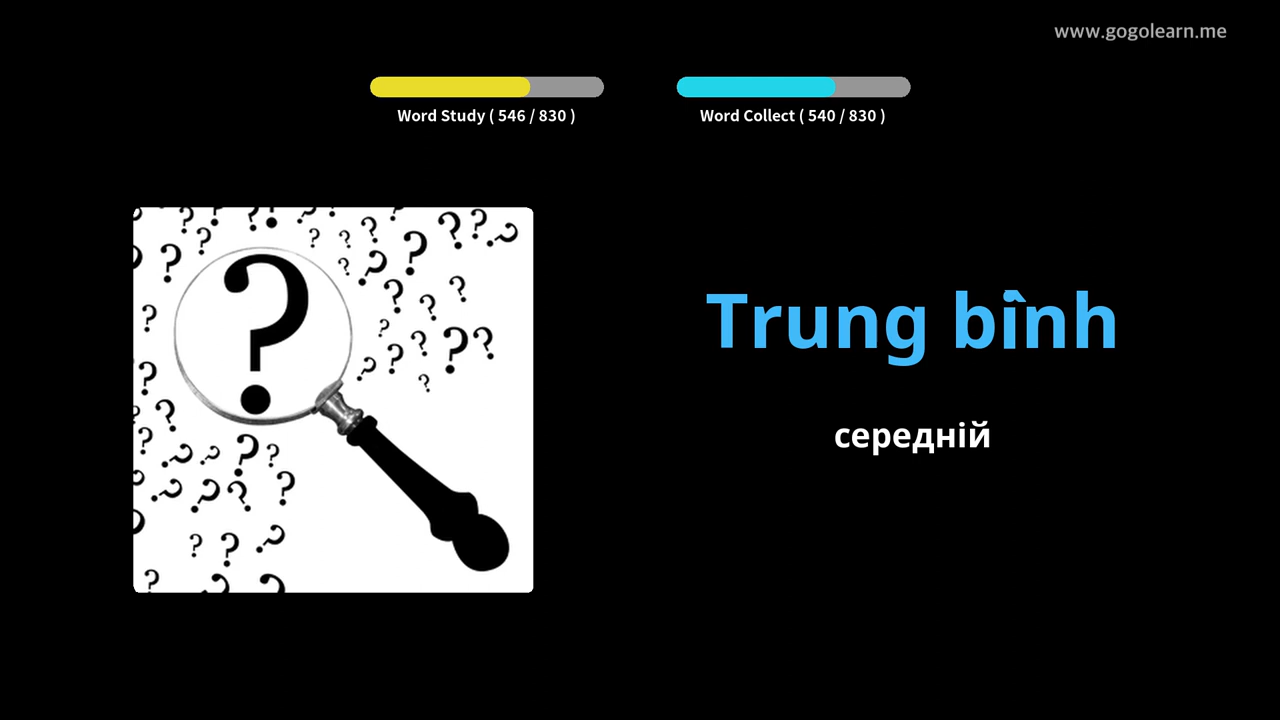 www.gogolearn.me
Word Study ( 546 / 830 )
Word Collect ( 540 / 830 )
Trung bình
середній